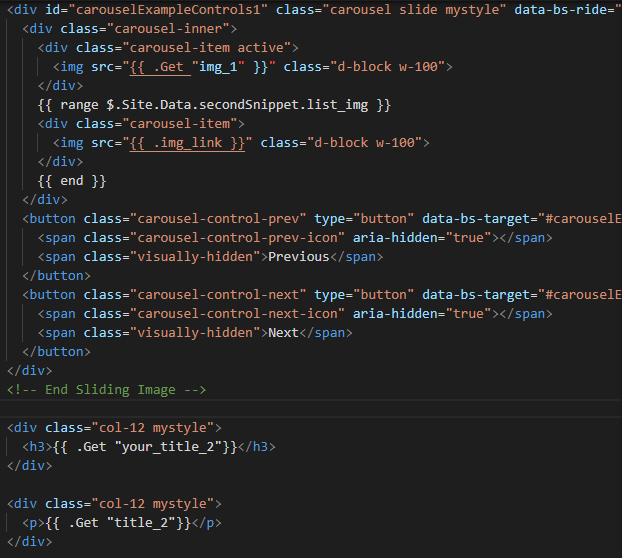 <div id="carouselExampleControls1" class="carousel slide mystyle" data-bs-ride="
<div class="carousel-inner">
<div class="carousel-item active">
<img src="{{ .Get "img_1" }}" class="d-block w-100">
</div>
{{ range $.Site.Data.secondSnippet.list_img }}
<div class="carousel-item">
<img src="{{ .img_link }}" class="d-block w-100">
</div>
{{ end }}
</div>
<button class="carousel-control-prev" type="button" data-bs-target="#carouselE
<span class="carousel-control-prev-icon" aria-hidden="true"></span>
<span class="visually-hidden">Previous</span>
</button>
<button class="carousel-control-next" type="button" data-bs-target="#carouselE
<span class="carousel-control-next-icon" aria-hidden="true"></span>
<span class="visually-hidden">Next</span>
</button>
</div>
<!-- End Sliding Image -->
<div class="col-12 mystyle">
<h3>{{ .Get "your_title_2"}}</h3>
</div>
<div class="col-12 mystyle">
<p>{{ .Get "title_2"}}</p>
</div>